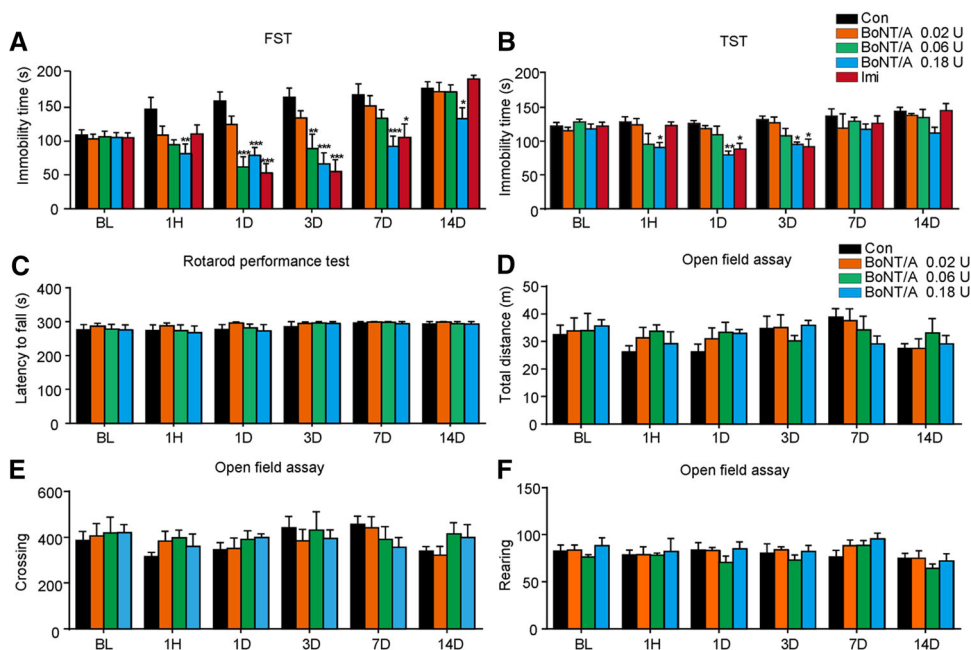 A
FST
Immobility time (s)
200
150
100
50
0
** *** *** *** ** *** *** *** * *
BL 1H 1D 3D 7D 14D
B
TST
Con
BoNT/A 0.02 U
BoNT/A 0.06 U
BoNT/A 0.18 U
Imi
Immobility time (s)
200
150
100
50
0
* ** * * *
BL 1H 1D 3D 7D 14D
C
Rotarod performance test
Latency to fall (s)
400
300
200
100
0
BL 1H 1D 3D 7D 14D
D
Open field assay
Con
BoNT/A 0.02 U
BoNT/A 0.06 U
BoNT/A 0.18 U
Total distance (m)
50
40
30
20
10
0
BL 1H 1D 3D 7D 14D
E
Open field assay
Crossing
600
400
200
0
BL 1H 1D 3D 7D 14D
F
Open field assay
Rearing
150
100
50
0
BL 1H 1D 3D 7D 14D